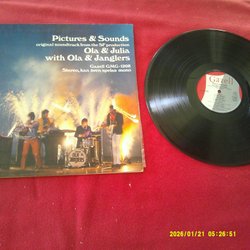 Pictures & Sounds
original soundtrack from the SF production
Ola & Julia
with Ola & Janglers
Gazell GMG-1208
Stereo, kan även spelas mono
Gazell
2026/01/21 05:26:51